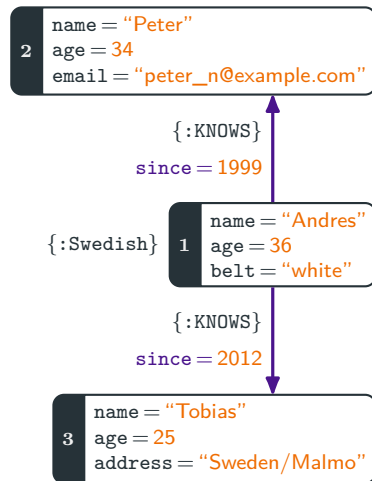 2
name = “Peter”
age = 34
email = “peter_n@example.com”
{:KNOWS}
since = 1999
{:Swedish}
1
name = “Andres”
age = 36
belt = “white”
{:KNOWS}
since = 2012
3
name = “Tobias”
age = 25
address = “Sweden/Malmo”